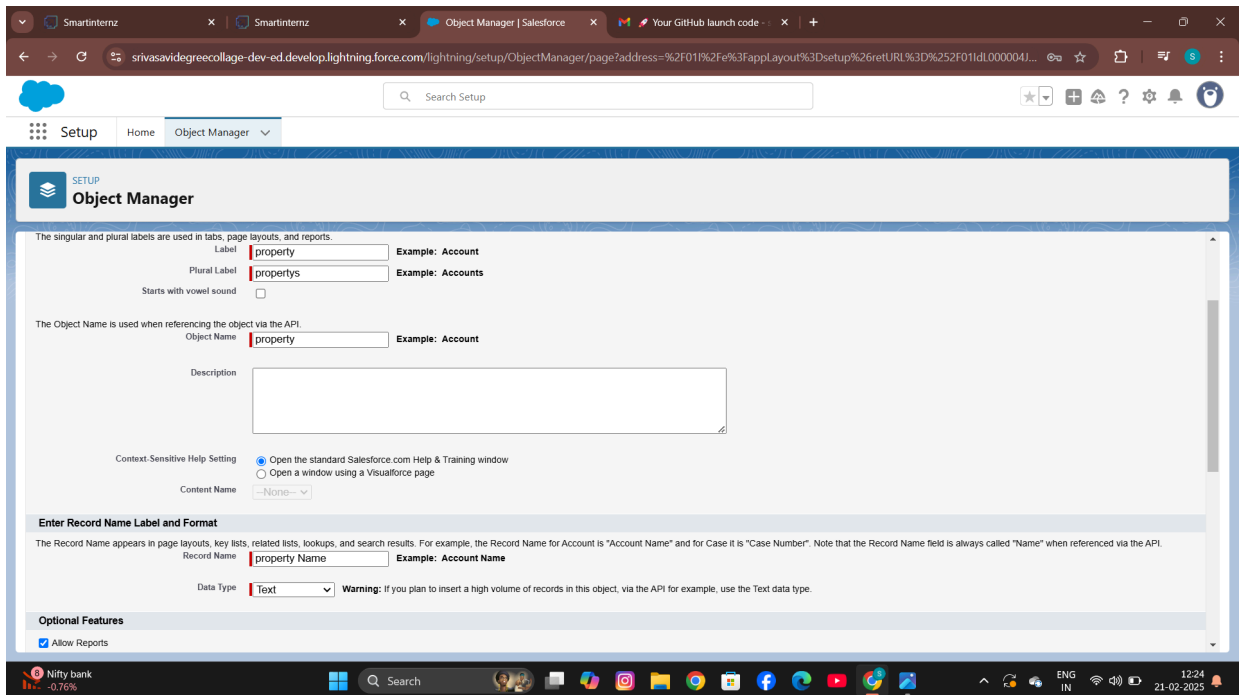 Smartinternz
Smartinternz
Object Manager | Salesforce
Your GitHub launch code -
srivasavidegreecollage-dev-ed.develop.lightning.force.com/lightning/setup/ObjectManager/page?address=%2F01I%2Fe%3FappLayout%3Dsetup%26retURL%3D%252F01IdL000004J...
S
Search Setup
Setup
Home
Object Manager
SETUP
Object Manager
The singular and plural labels are used in tabs, page layouts, and reports.
Label property Example: Account
Plural Label propertys Example: Accounts
Starts with vowel sound
The Object Name is used when referencing the object via the API.
Object Name property Example: Account
Description
Context-Sensitive Help Setting Open the standard Salesforce.com Help & Training window
Open a window using a Visualforce page
Content Name --None--
Enter Record Name Label and Format
The Record Name appears in page layouts, key lists, related lists, lookups, and search results. For example, the Record Name for Account is "Account Name" and for Case it is "Case Number". Note that the Record Name field is always called "Name" when referenced via the API.
Record Name property Name Example: Account Name
Data Type Text Warning: If you plan to insert a high volume of records in this object, via the API for example, use the Text data type.
Optional Features
Allow Reports
8 Nifty bank
-0.76%
Search
S
ENG
IN
12:24
21-02-2025